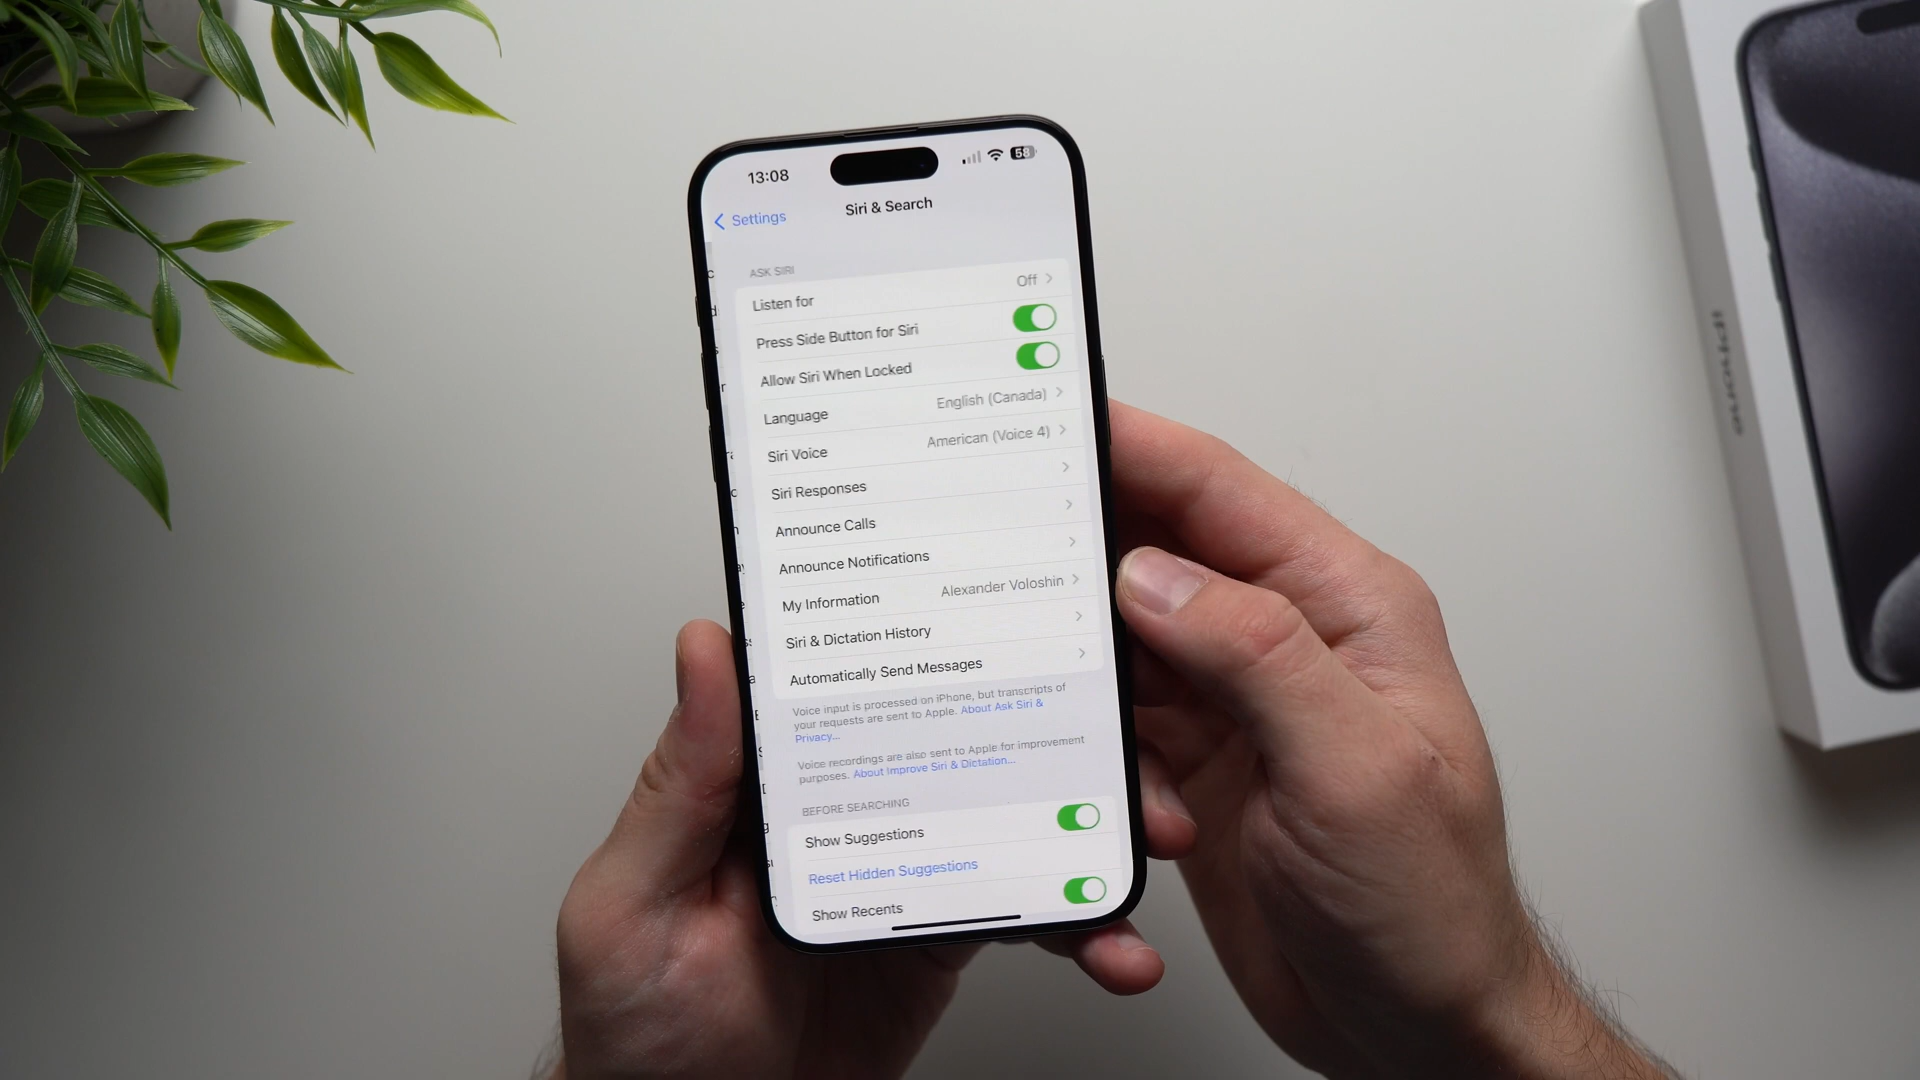 13:08
58
Settings
Siri & Search
ASK SIRI
Listen for Off
Press Side Button for Siri
Allow Siri When Locked
Language English (Canada)
Siri Voice American (Voice 4)
Siri Responses
Announce Calls
Announce Notifications
My Information Alexander Voloshin
Siri & Dictation History
Automatically Send Messages
Voice input is processed on iPhone, but transcripts of
your requests are sent to Apple. About Ask Siri &
Privacy...
Voice recordings are also sent to Apple for improvement
purposes. About Improve Siri & Dictation...
BEFORE SEARCHING
Show Suggestions
Reset Hidden Suggestions
Show Recents
iPhone